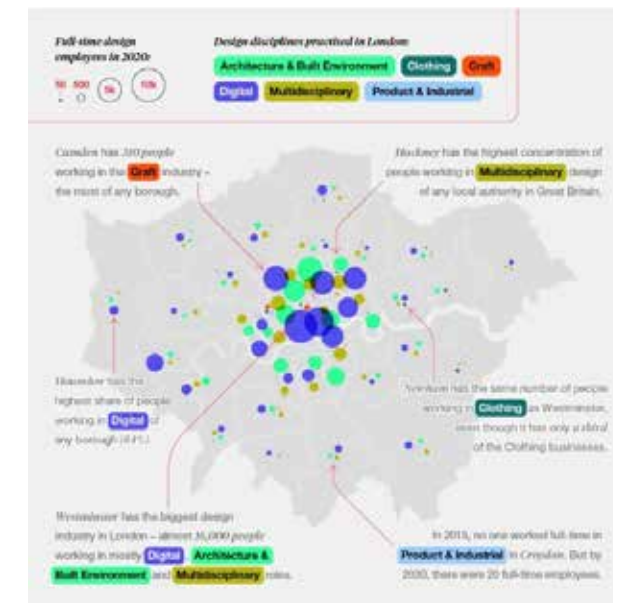 Full-time design
employees in 2020:
50 500 5k 10k
Design disciplines practised in London:
Architecture & Built Environment Clothing Craft
Digital Multidisciplinary Product & Industrial
Camden has people
working in the Craft industry –
the most of any borough.
Hackney has the highest concentration of
people working in Multidisciplinary design
of any local authority in Great Britain.
has the
highest share of people
working in Digital of
any borough
Newham has the same number of people
working in Clothing as Westminster,
even though it has only a third
of the Clothing businesses.
Westminster has the biggest design
industry in London – almost people
working in mostly Digital, Architecture &
Built Environment and Multidisciplinary roles.
In 2015, no one worked full-time in
Product & Industrial in Croydon. But by
2020, there were 20 full-time employees.